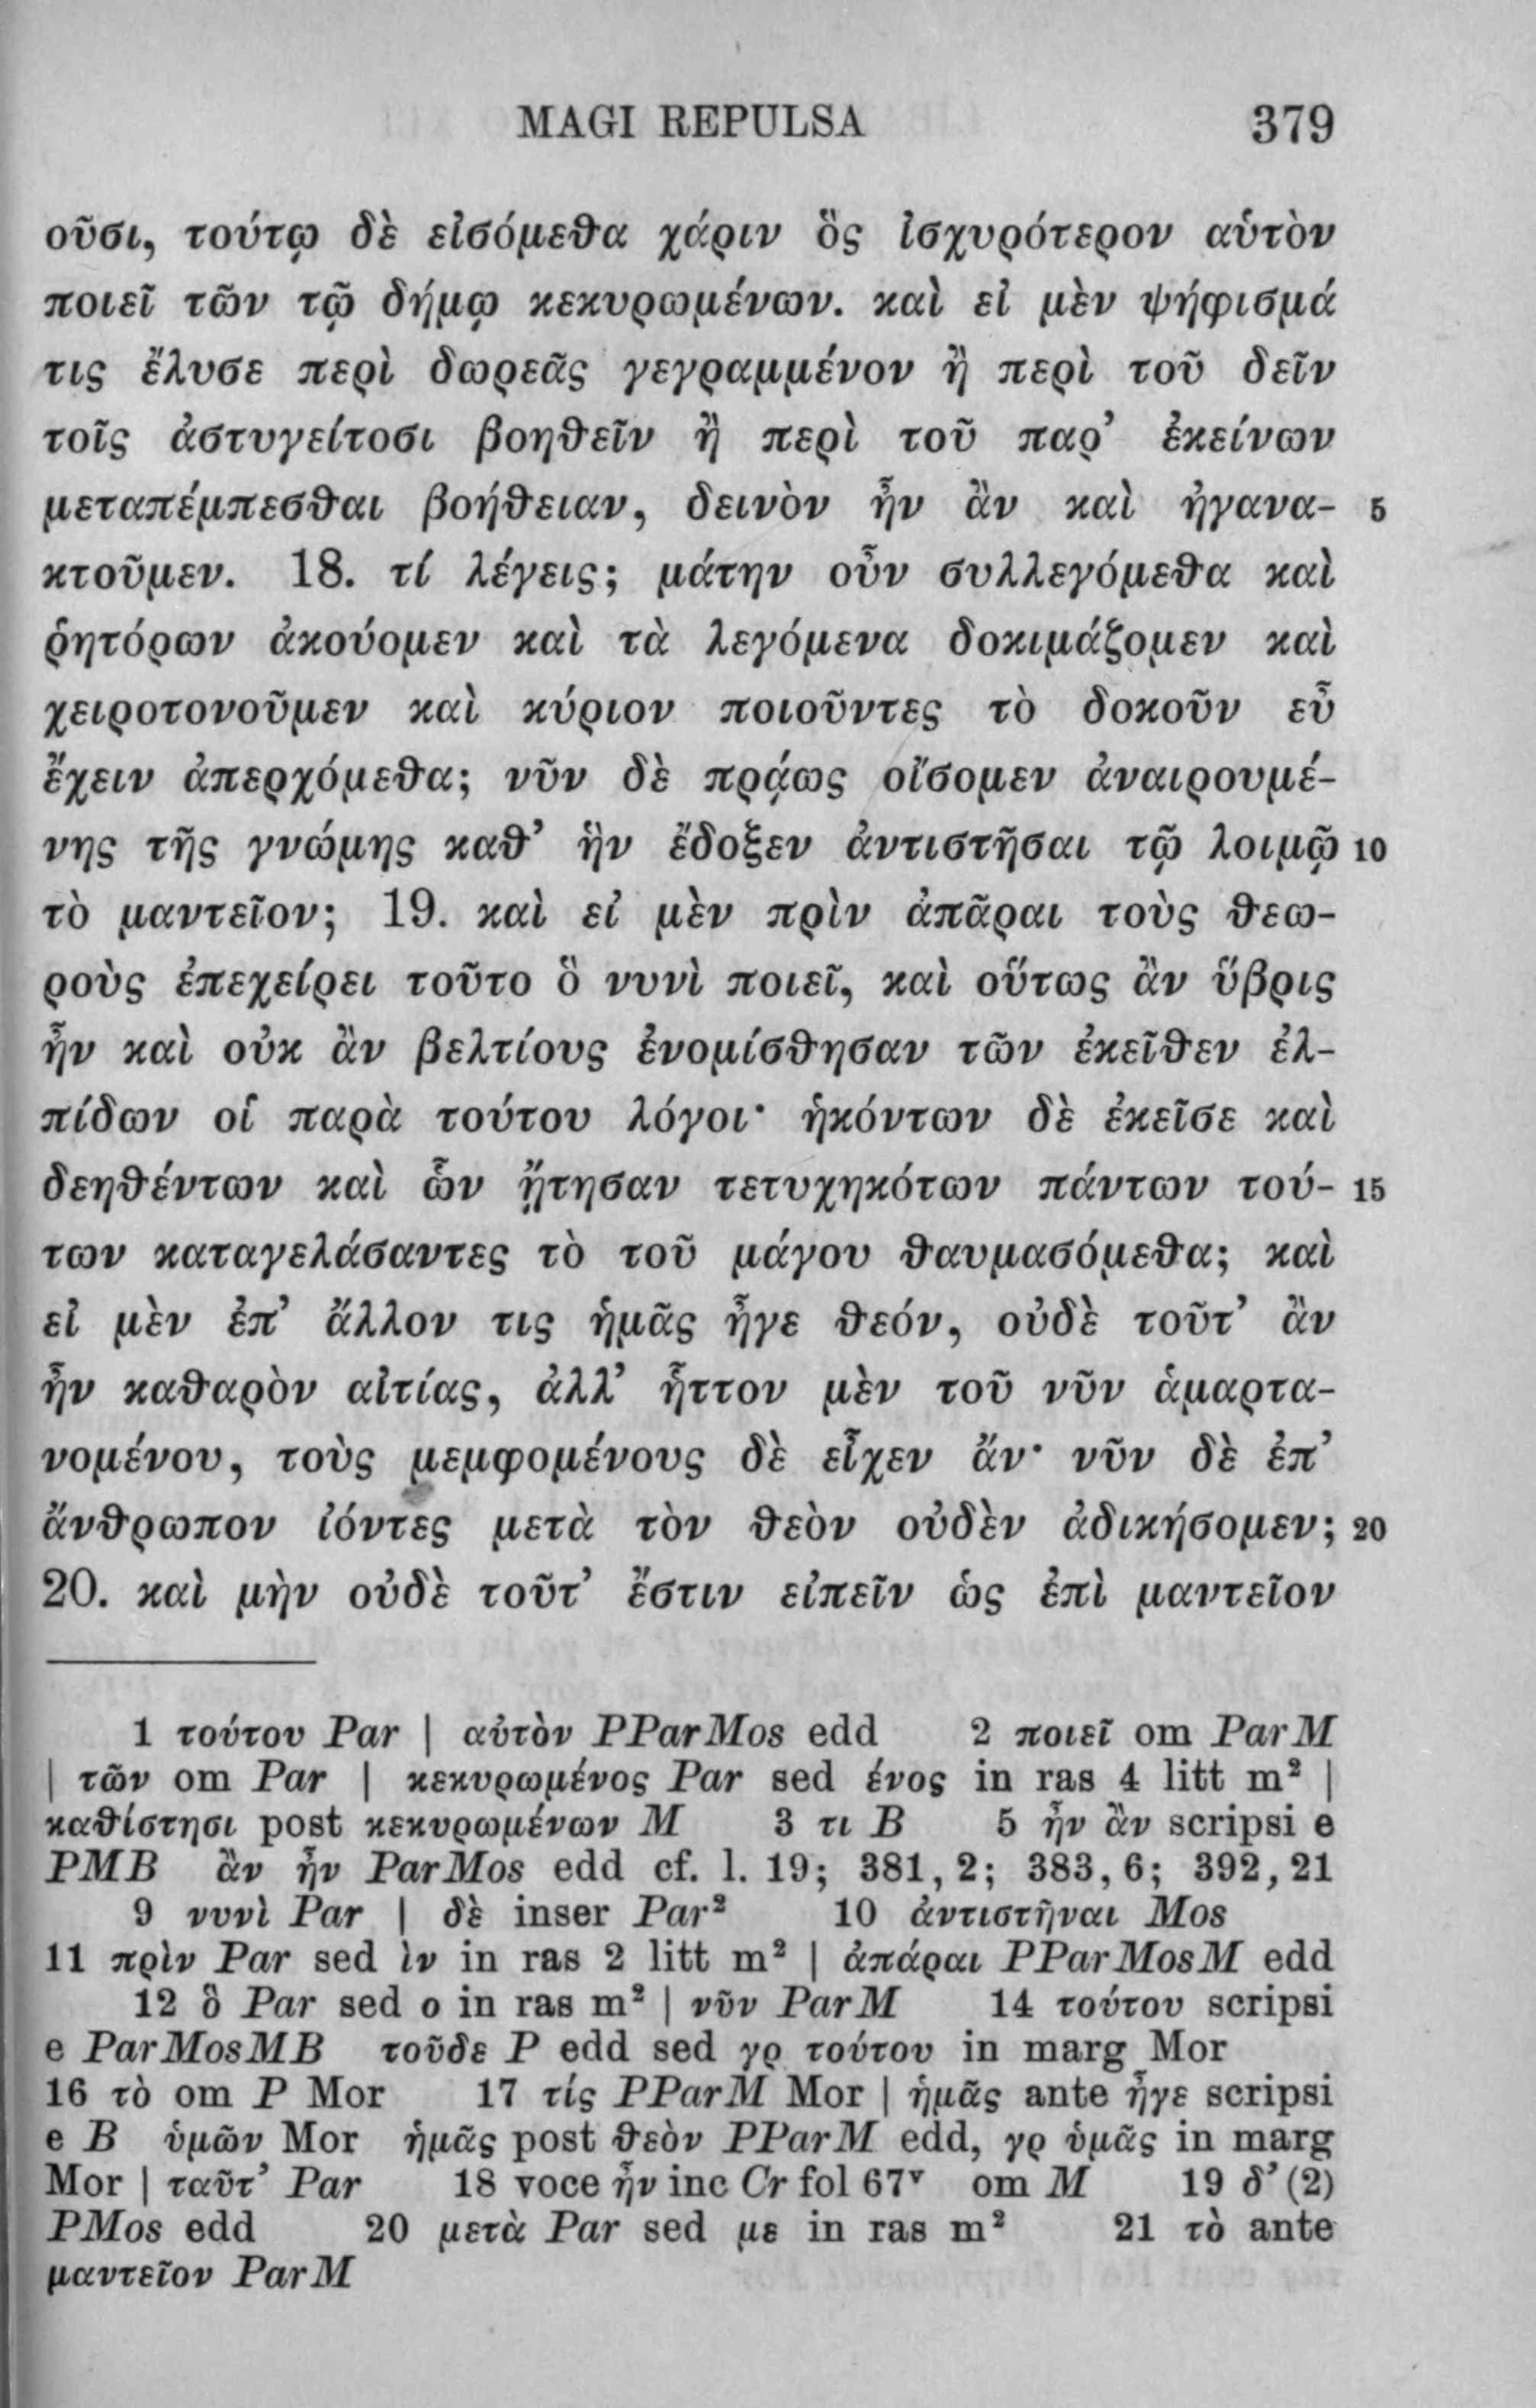 MAGI REPULSA 379
οῦσι, τούτῳ δὲ εἰσόμεθα χάριν ὃς ἰσχυρότερον αὑτὸν
ποιεῖ τῶν τῷ δήμῳ κεκυρωμένων. καὶ εἰ μὲν ψήφισμά
τις ἔλυσε περὶ δωρεᾶς γεγραμμένον ἢ περὶ τοῦ δεῖν
τοῖς ἀστυγείτοσι βοηθεῖν ἢ περὶ τοῦ παρ’ ἐκείνων
μεταπέμπεσθαι βοήθειαν, δεινὸν ἦν ἂν καὶ ἠγανα- 5
κτοῦμεν. 18. τί λέγεις; μάτην οὖν συλλεγόμεθα καὶ
ῥητόρων ἀκούομεν καὶ τὰ λεγόμενα δοκιμάζομεν καὶ
χειροτονοῦμεν καὶ κύριον ποιοῦντες τὸ δοκοῦν εὖ
ἔχειν ἀπερχόμεθα; νῦν δὲ πράως οἴσομεν ἀναιρουμέ-
νης τῆς γνώμης καθ’ ἣν ἔδοξεν ἀντιστῆσαι τῷ λοιμῷ 10
τὸ μαντεῖον; 19. καὶ εἰ μὲν πρὶν ἀπᾶραι τοὺς θεω-
ροὺς ἐπεχείρει τοῦτο ὃ νυνὶ ποιεῖ, καὶ οὕτως ἂν ὕβρις
ἦν καὶ οὐκ ἂν βελτίους ἐνομίσθησαν τῶν ἐκεῖθεν ἐλ-
πίδων οἱ παρὰ τούτου λόγοι· ἡκόντων δὲ ἐκεῖσε καὶ
δεηθέντων καὶ ὧν ᾔτησαν τετυχηκότων πάντων τού- 15
των καταγελάσαντες τὸ τοῦ μάγου θαυμασόμεθα; καὶ
εἰ μὲν ἐπ’ ἄλλον τις ἡμᾶς ἦγε θεόν, οὐδὲ τοῦτ’ ἂν
ἦν καθαρὸν αἰτίας, ἀλλ’ ἧττον μὲν τοῦ νῦν ἁμαρτα-
νομένου, τοὺς μεμφομένους δὲ εἶχεν ἄν· νῦν δὲ ἐπ’
ἄνθρωπον ἰόντες μετὰ τὸν θεὸν οὐδὲν ἀδικήσομεν; 20
20. καὶ μὴν οὐδὲ τοῦτ’ ἔστιν εἰπεῖν ὡς ἐπὶ μαντεῖον
1 τούτου Par | αὐτὸν PParMos edd 2 ποιεῖ om ParM
| τῶν om Par | κεκυρωμένος Par sed ένος in ras 4 litt m² |
καθίστησι post κεκυρωμένων M 3 τι B 5 ἦν ἂν scripsi e
PMB ἂν ἦν ParMos edd cf. l. 19; 381, 2; 383, 6; 392, 21
9 νυνὶ Par | δὲ inser Par² 10 ἀντιστῆναι Mos
11 πρὶν Par sed ὶν in ras 2 litt m² | ἀπάραι PParMosM edd
12 ὃ Par sed ο in ras m² | νῦν ParM 14 τούτου scripsi
e ParMosMB τοῦδε P edd sed γρ τούτου in marg Mor
16 τὸ om P Mor 17 τίς PParM Mor | ἡμᾶς ante ἦγε scripsi
e B ὑμῶν Mor ἡμᾶς post θεὸν PParM edd, γρ ὑμᾶς in marg
Mor | ταῦτ’ Par 18 voce ἦν inc Cr fol 67ᵛ om M 19 δ’ (2)
PMos edd 20 μετὰ Par sed με in ras m² 21 τὸ ante
μαντεῖον ParM